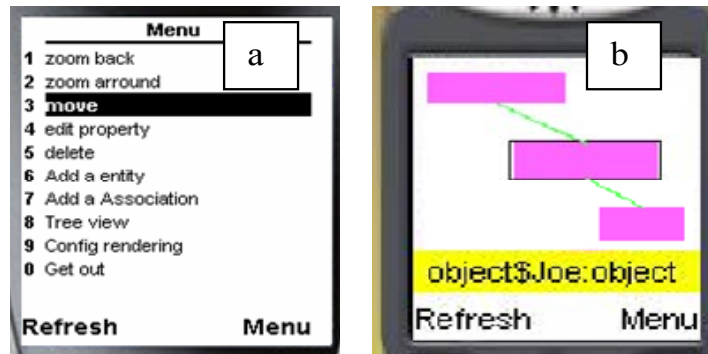 Menu
a
1 zoom back
2 zoom arround
3 move
4 edit property
5 delete
6 Add a entity
7 Add a Association
8 Tree view
9 Config rendering
0 Get out
Refresh Menu
b
object$Joe:object
Refresh Menu